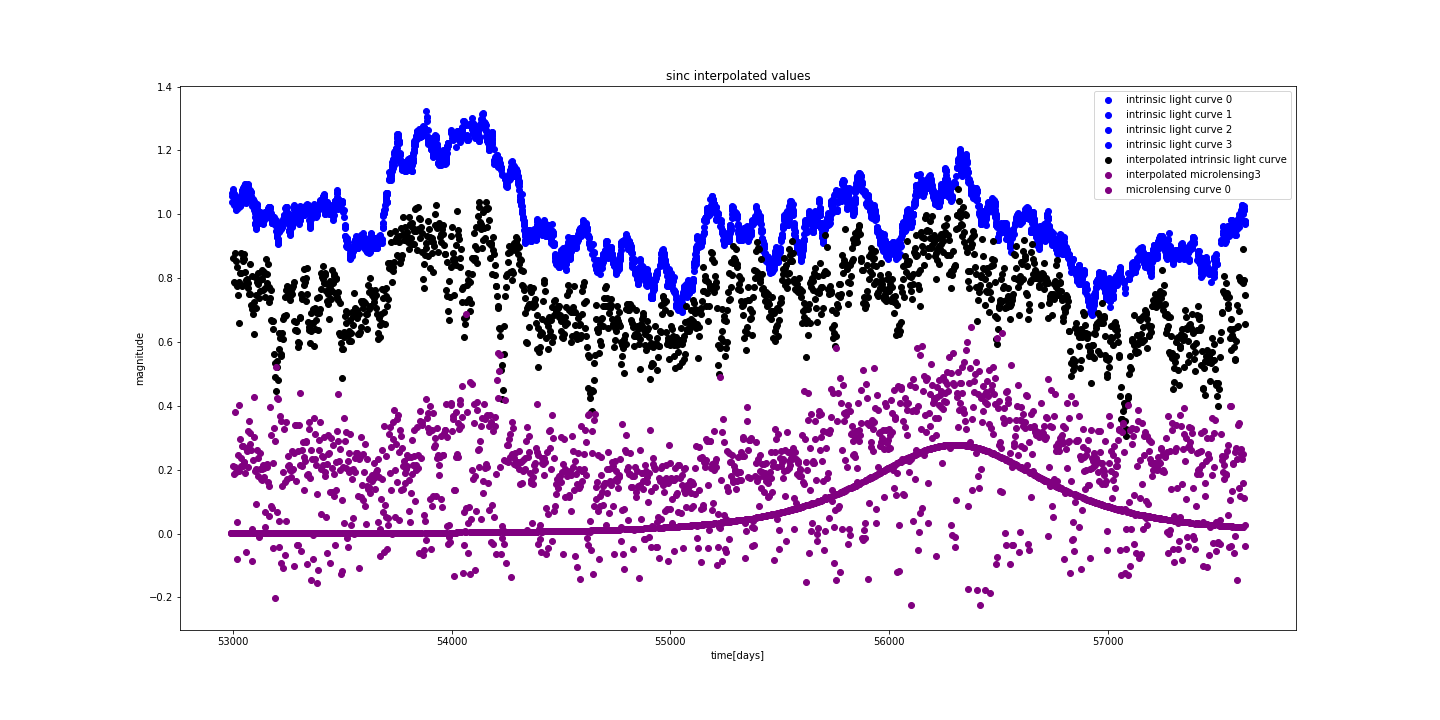 sinc interpolated values
1.4
1.2
1.0
0.8
0.6
0.4
0.2
0.0
−0.2
magnitude
intrinsic light curve 0
intrinsic light curve 1
intrinsic light curve 2
intrinsic light curve 3
interpolated intrinsic light curve
interpolated microlensing3
microlensing curve 0
53000 54000 55000 56000 57000
time[days]